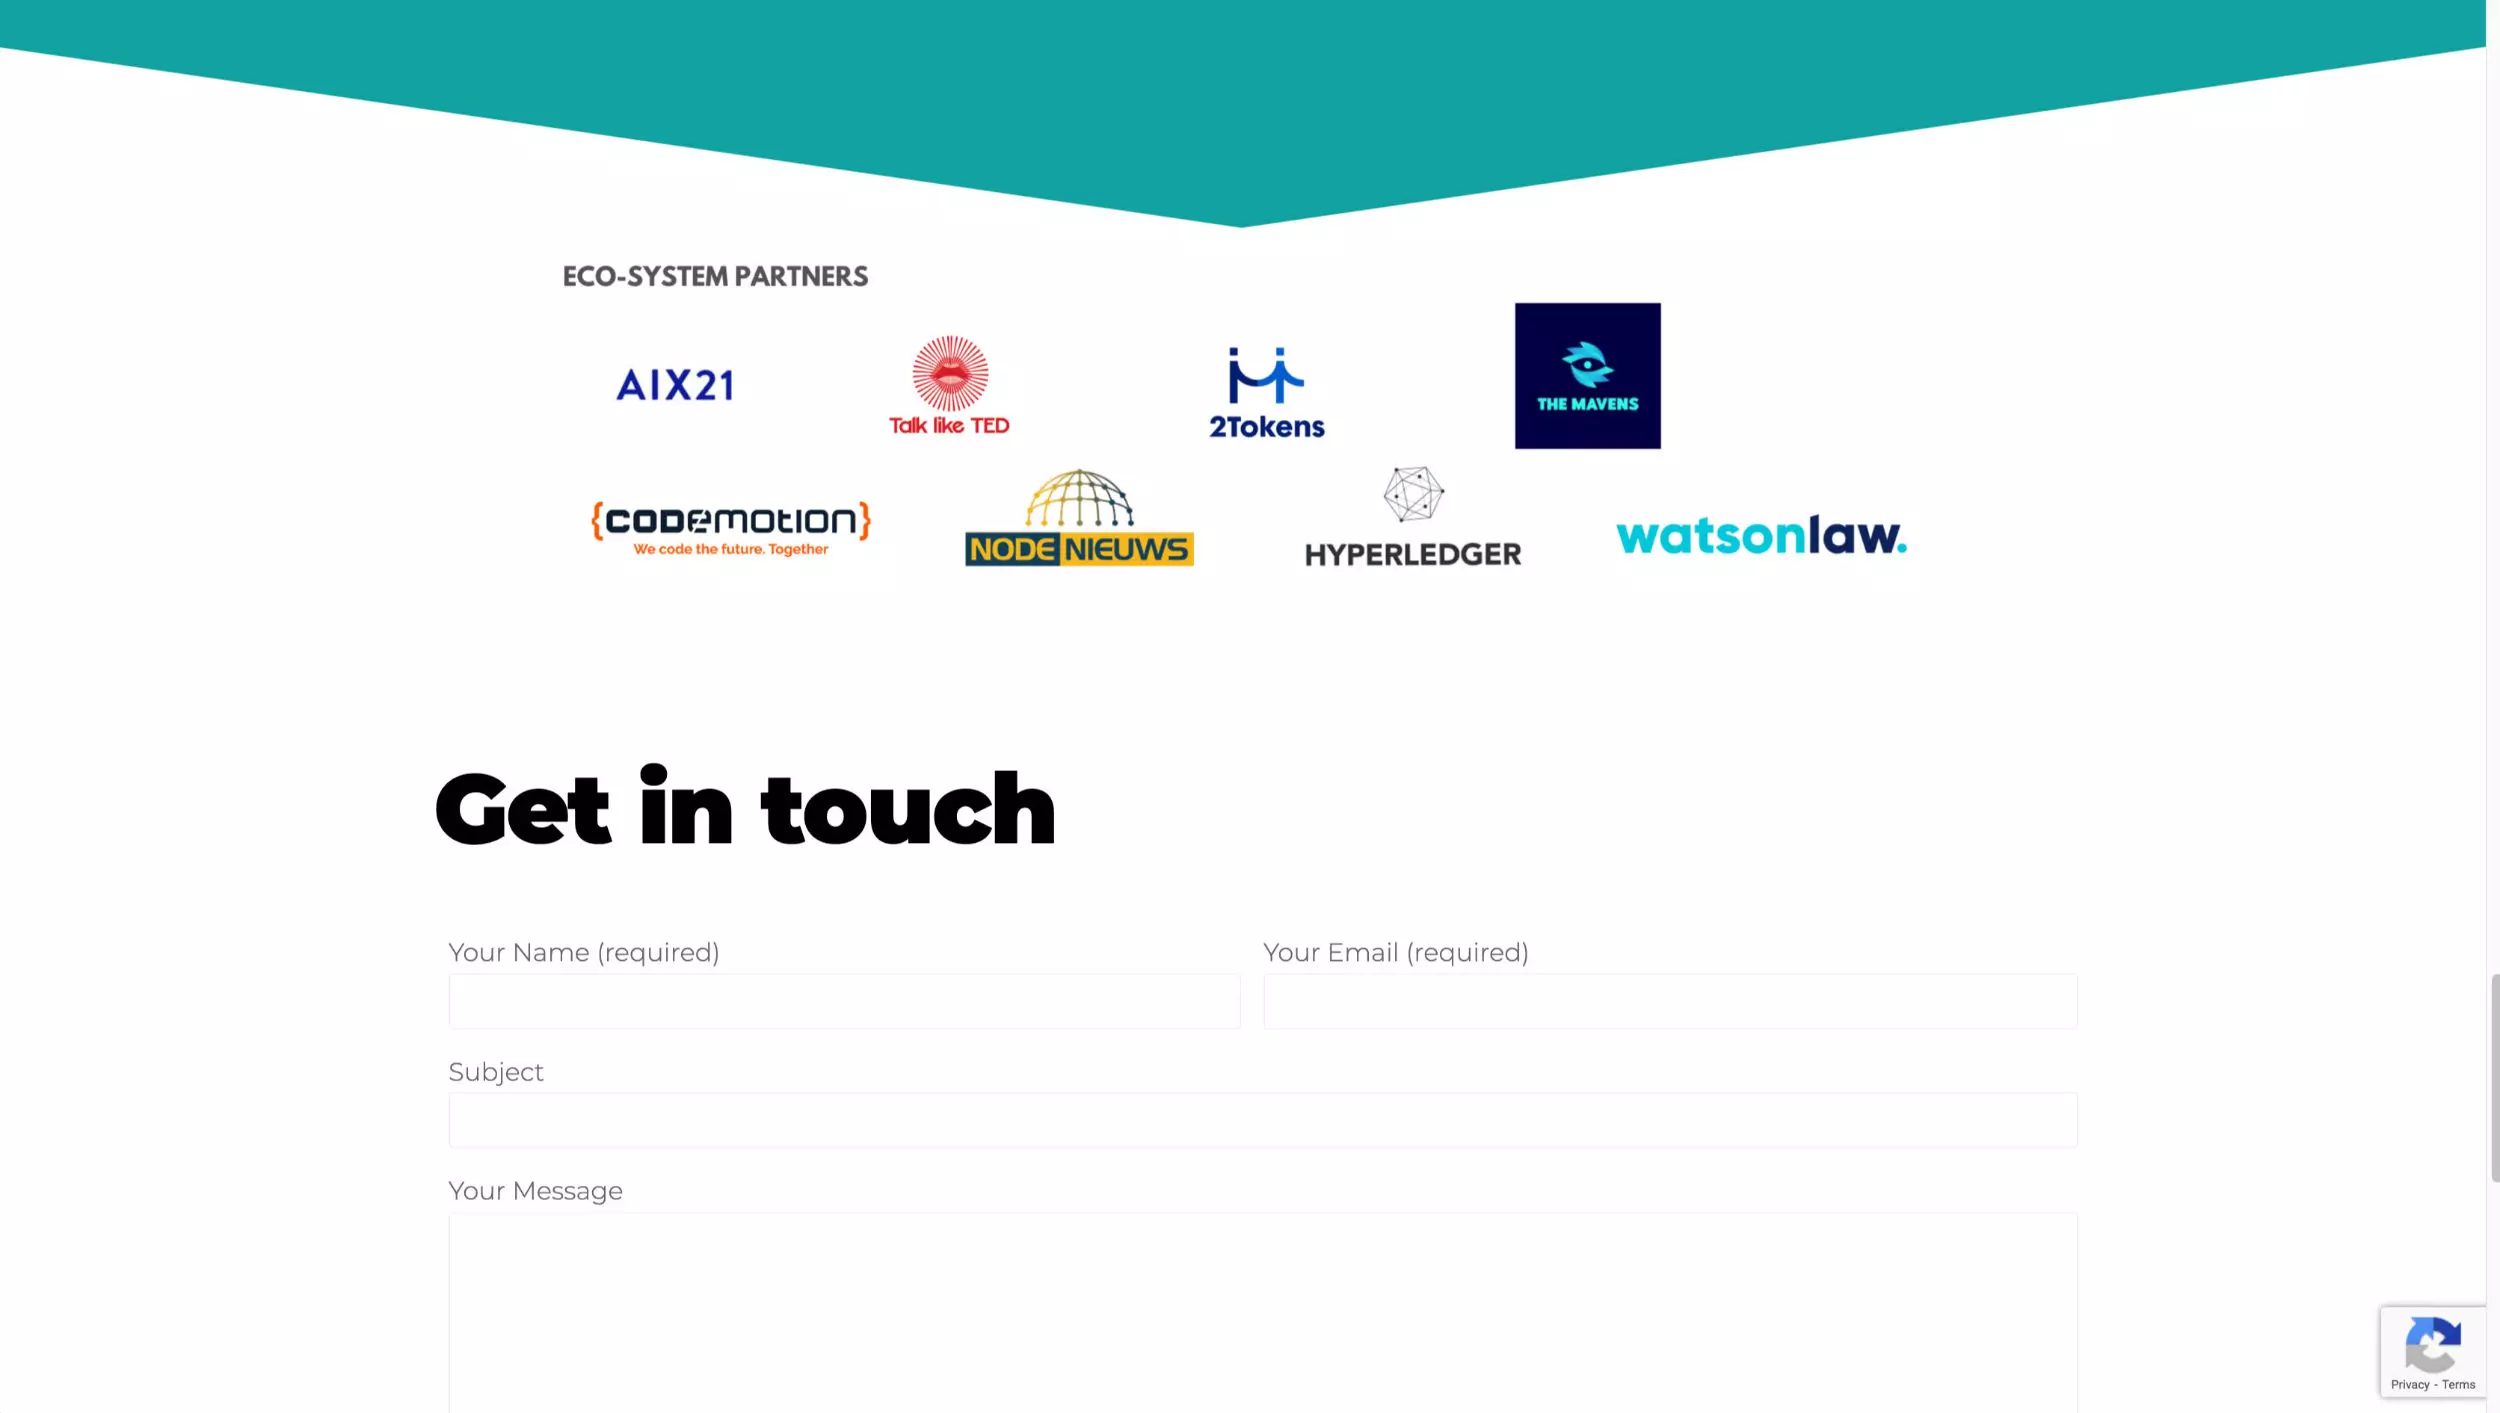 ECO-SYSTEM PARTNERS
AIX21
Talk like TED
2Tokens
THE MAVENS
{codemotion}
We code the future. Together
NODE NIEUWS
HYPERLEDGER
watsonlaw.
Get in touch
Your Name (required)
Your Email (required)
Subject
Your Message
Privacy - Terms